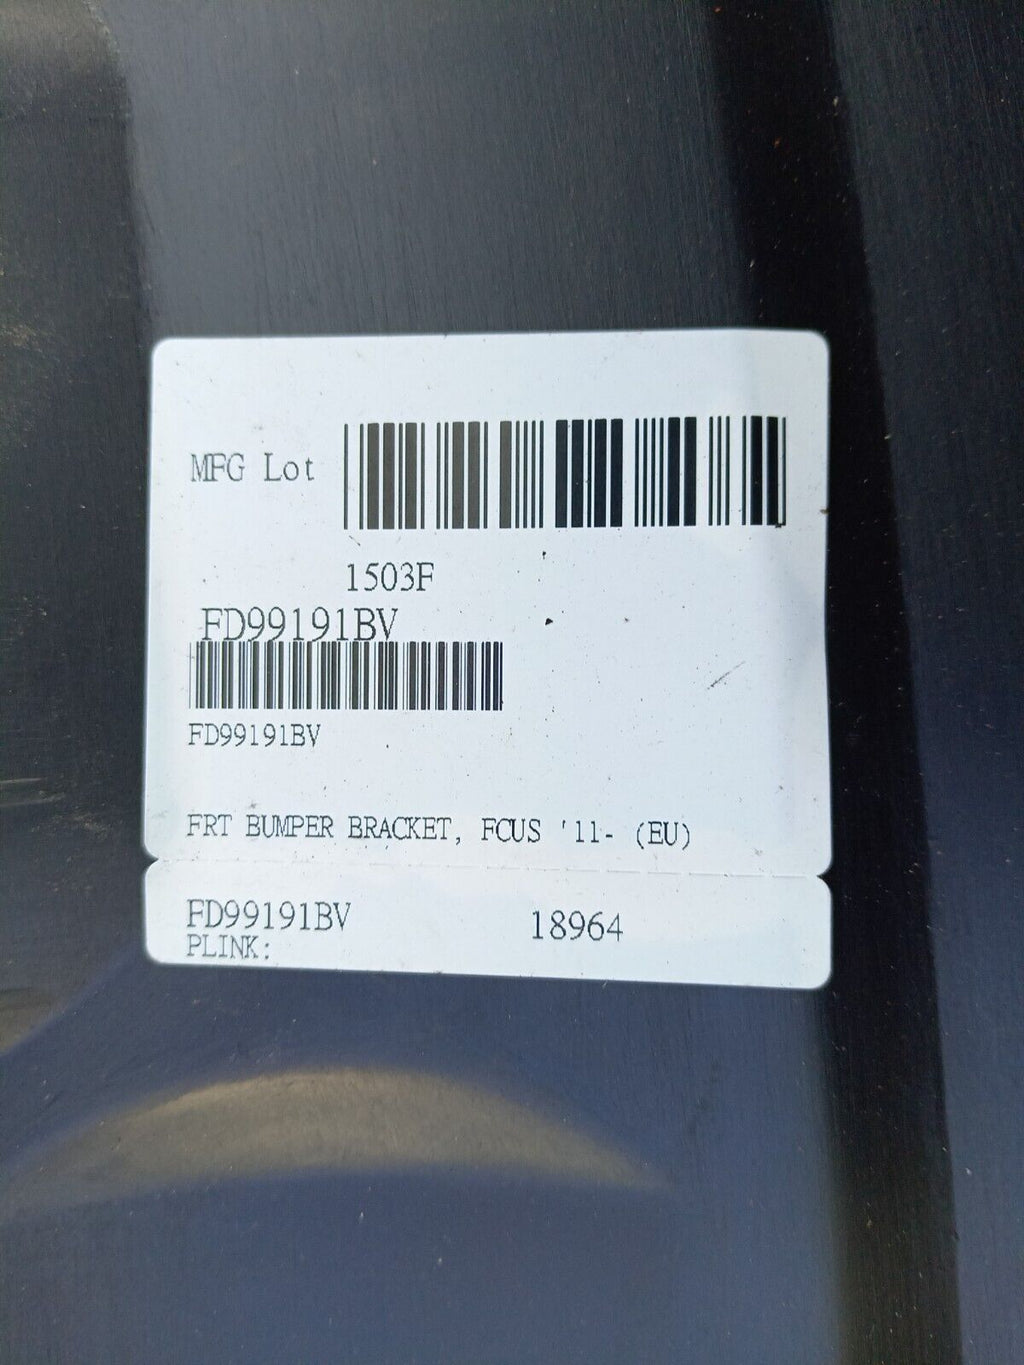 MFG Lot
1503F
FD99191BV
FD99191BV
FRT BUMPER BRACKET, FCUS '11- (EU)
FD99191BV 18964
PLINK: